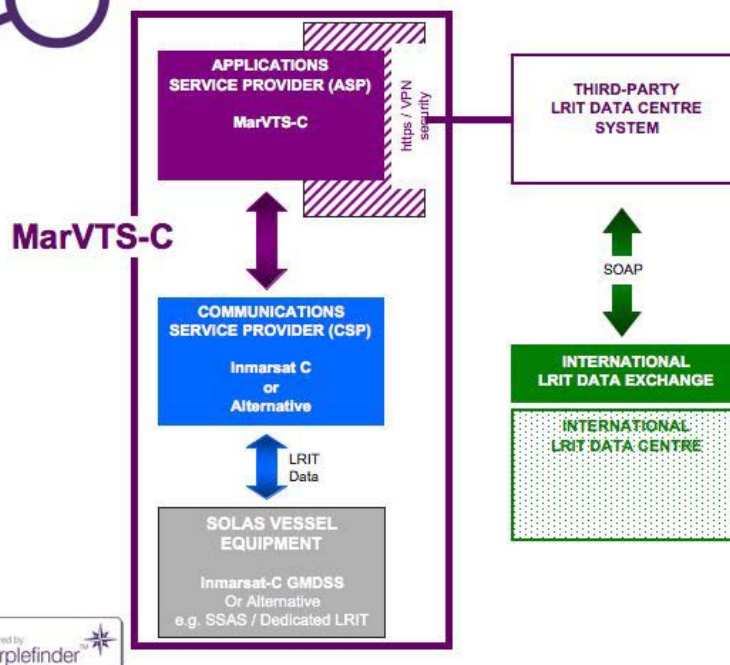 APPLICATIONS
SERVICE PROVIDER (ASP)
MarVTS-C
https / VPN
security
THIRD-PARTY
LRIT DATA CENTRE
SYSTEM
MarVTS-C
SOAP
COMMUNICATIONS
SERVICE PROVIDER (CSP)
Inmarsat C
or
Alternative
INTERNATIONAL
LRIT DATA EXCHANGE
INTERNATIONAL
LRIT DATA CENTRE
LRIT
Data
SOLAS VESSEL
EQUIPMENT
Inmarsat-C GMDSS
Or Alternative
e.g. SSAS / Dedicated LRIT